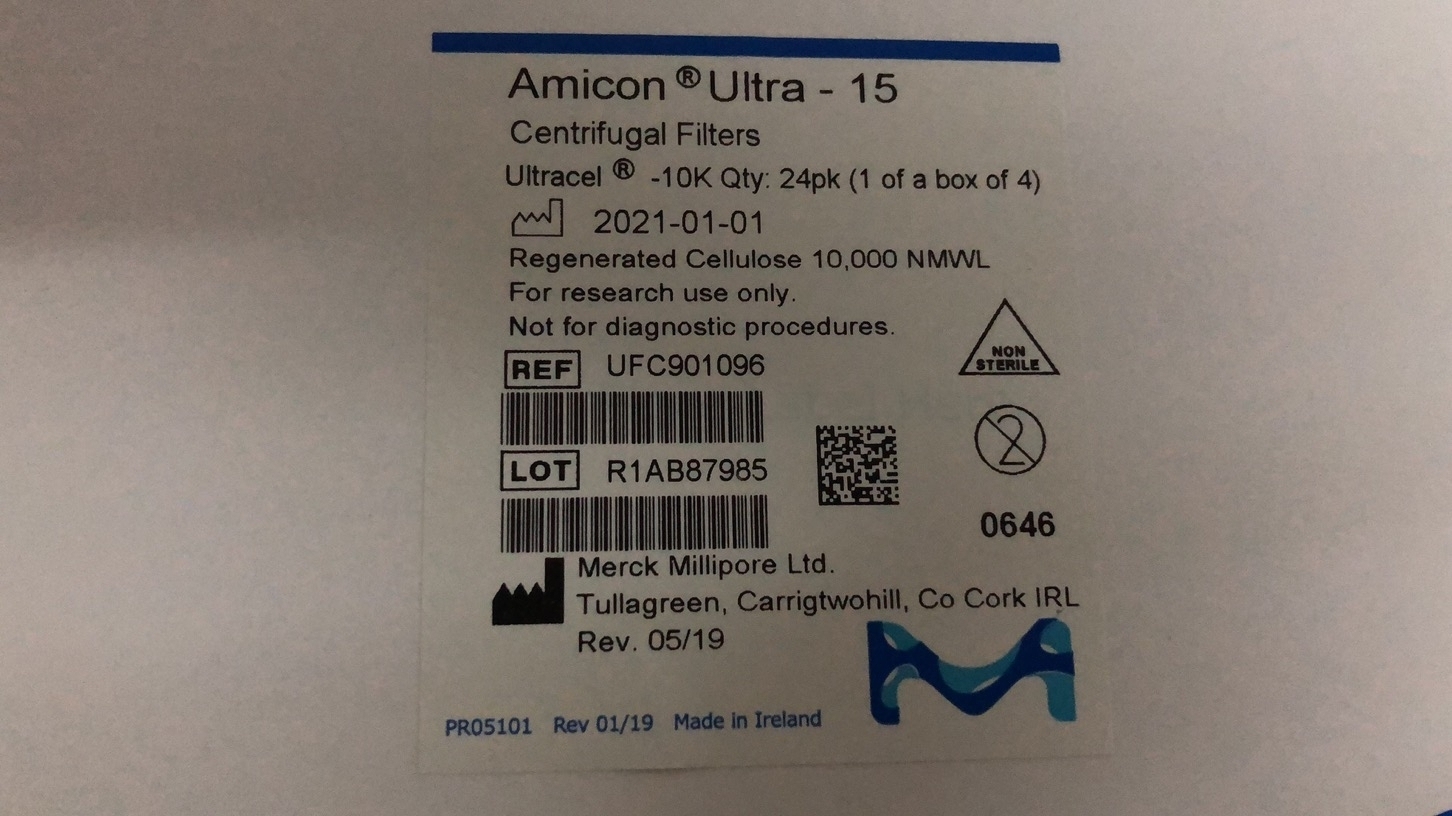 Amicon ® Ultra - 15
Centrifugal Filters
Ultracel ® -10K Qty: 24pk (1 of a box of 4)
2021-01-01
Regenerated Cellulose 10,000 NMWL
For research use only.
Not for diagnostic procedures.
NON
STERILE
REF UFC901096
2
LOT R1AB87985
0646
Merck Millipore Ltd.
Tullagreen, Carrigtwohill, Co Cork IRL
Rev. 05/19
PR05101 Rev 01/19 Made in Ireland